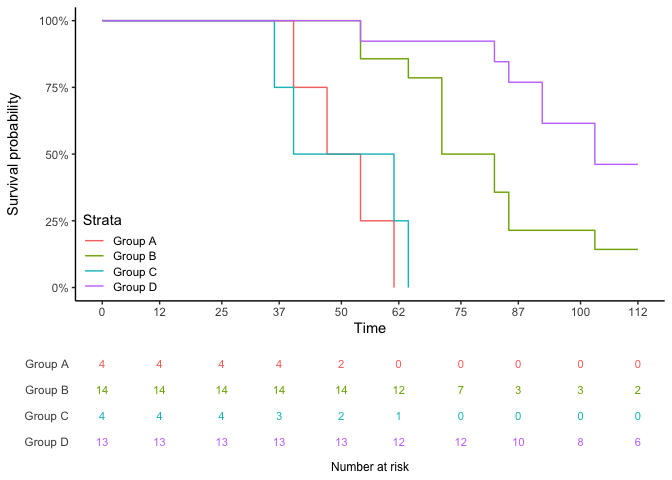 100%
75%
50%
25%
0%
Survival probability
Strata
Group A
Group B
Group C
Group D
0 12 25 37 50 62 75 87 100 112
Time
Group A 4 4 4 4 2 0 0 0 0 0
Group B 14 14 14 14 14 12 7 3 3 2
Group C 4 4 4 3 2 1 0 0 0 0
Group D 13 13 13 13 13 12 12 10 8 6
Number at risk